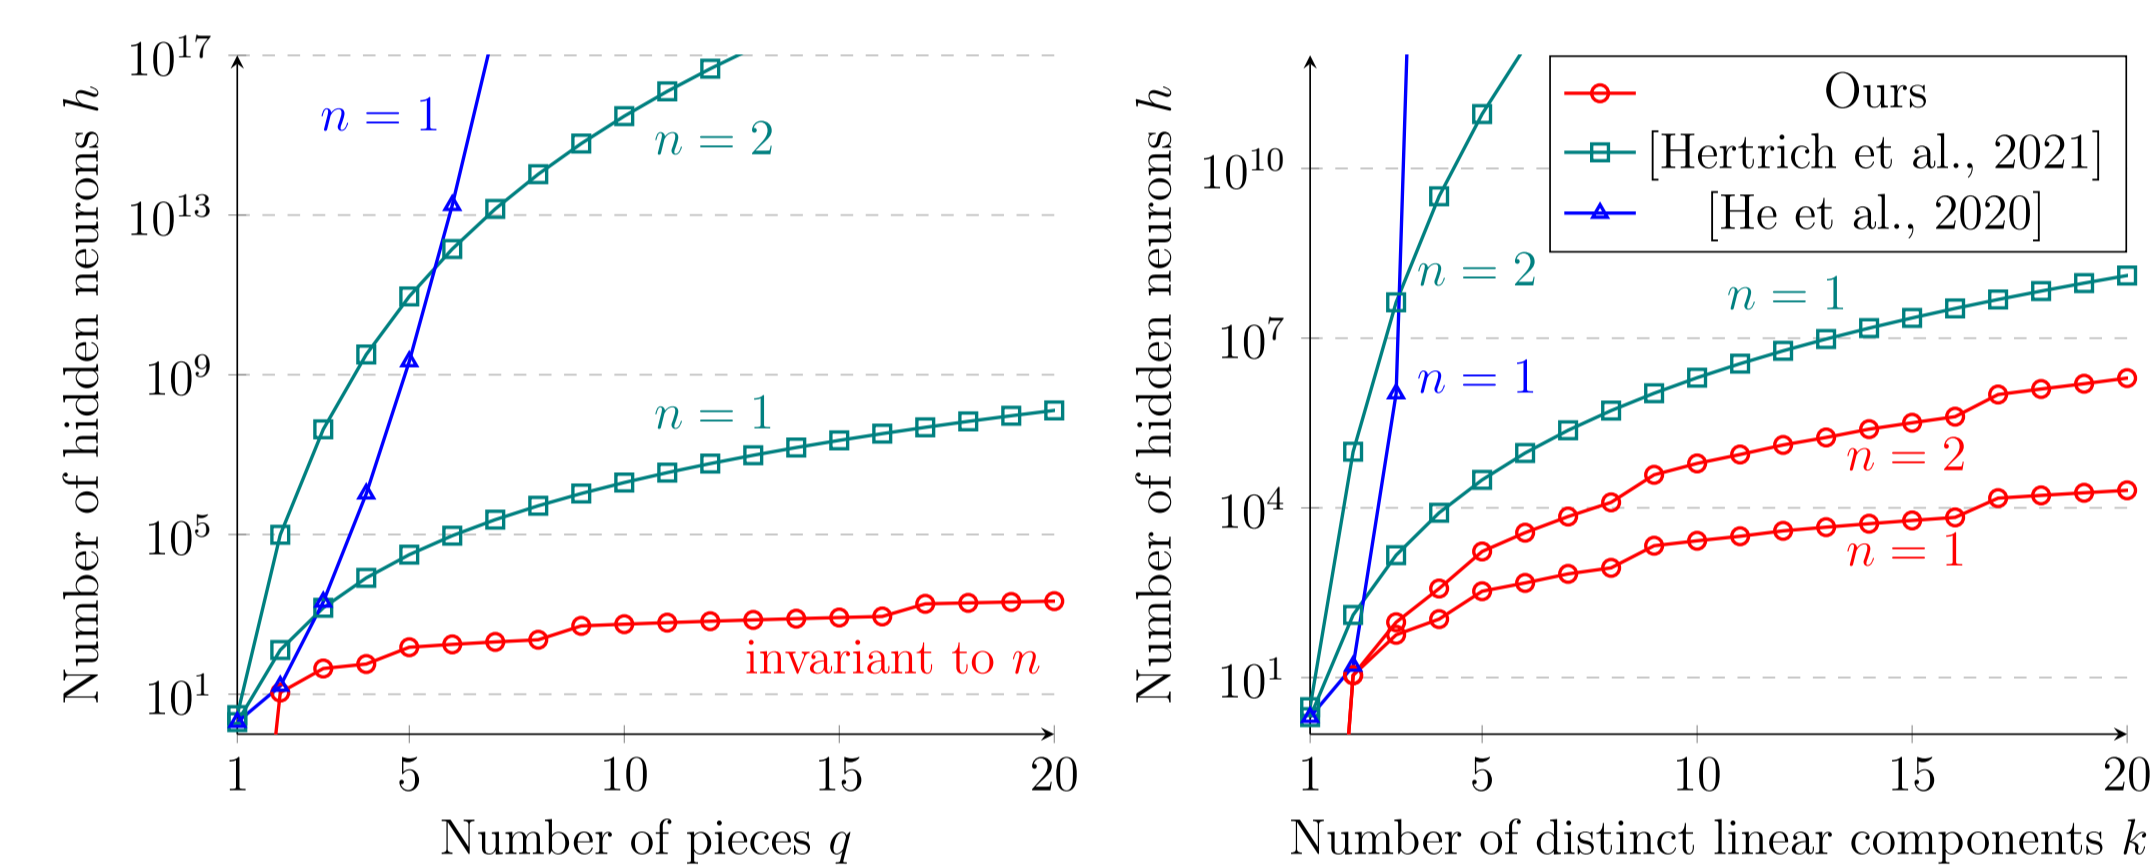 Number of hidden neurons h
10^17
10^13
10^9
10^5
10^1
n = 1
n = 2
n = 1
invariant to n
1 5 10 15 20
Number of pieces q
Number of hidden neurons h
10^10
10^7
10^4
10^1
Ours
[Hertrich et al., 2021]
[He et al., 2020]
n = 2
n = 1
n = 1
n = 2
n = 1
1 5 10 15 20
Number of distinct linear components k